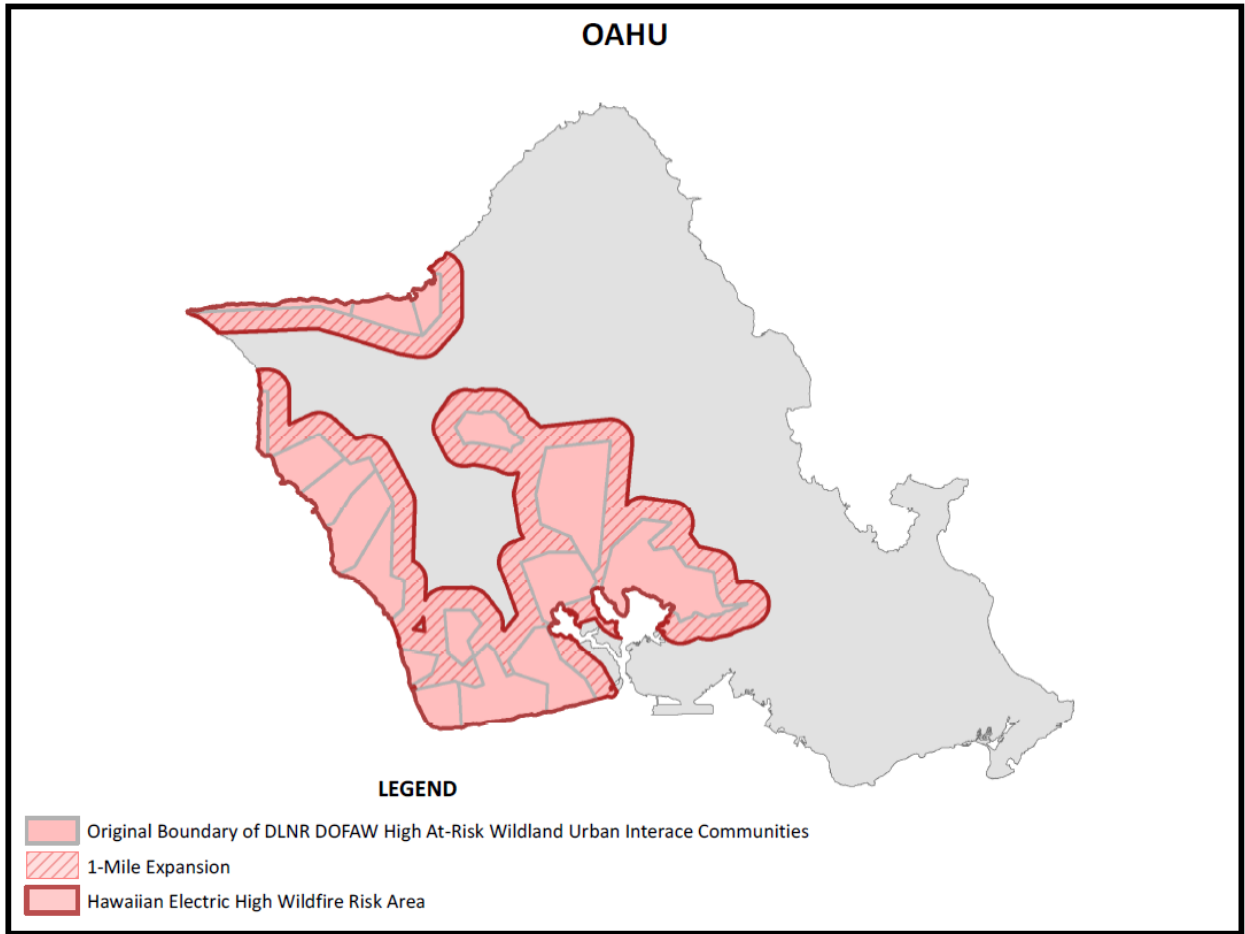 OAHU
LEGEND
Original Boundary of DLNR DOFAW High At-Risk Wildland Urban Interace Communities
1-Mile Expansion
Hawaiian Electric High Wildfire Risk Area